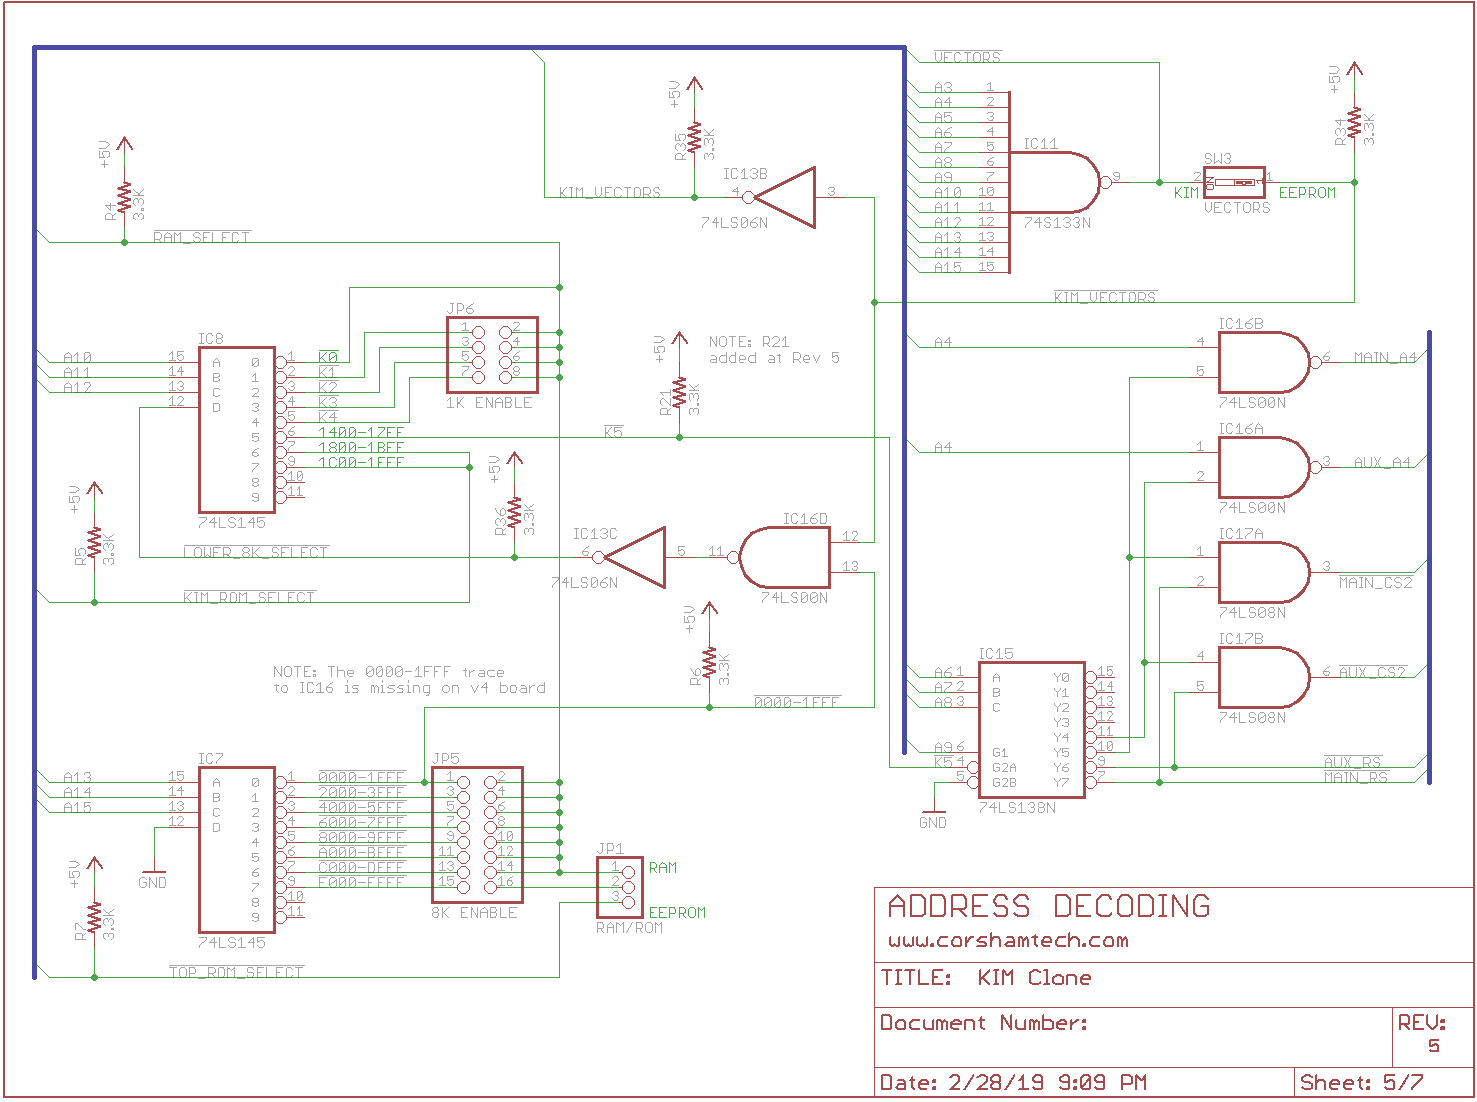 VECTORS
A3 1
A4 2
A5 3
A6 4
A7 5
A8 6
A9 7
A10 10
A11 11
A12 12
A13 13
A14 14
A15 15
IC11
9
74S133N
SW3
2 ON 1
KIM EEPROM
VECTORS
+5V
R34
3.3K
+5V
R35
3.3K
IC13B
KIM_VECTORS 4 3
74LS06N
+5V
R4
3.3K
RAM_SELECT
KIM_VECTORS
IC8
A10 15 A 0 1 K0
A11 14 B 1 2 K1
A12 13 C 2 3 K2
12 D 3 4 K3
4 5 K4
5 6 1400-17FF
6 7 1800-1BFF
7 9 1C00-1FFF
8 10
9 11
74LS145
JP6
1 2
3 4
5 6
7 8
1K ENABLE
K5
+5V
R21
3.3K
NOTE: R21
added at Rev 5
+5V
R5
3.3K
LOWER_8K_SELECT
KIM_ROM_SELECT
+5V
R36
3.3K
IC13C
6 5
74LS06N
IC16D
11 12
13
74LS00N
+5V
R6
3.3K
0000-1FFF
NOTE: The 0000-1FFF trace
to IC16 is missing on v4 board
IC16B
A4 4
5
6 MAIN_A4
74LS00N
IC16A
A4 1
2
3 AUX_A4
74LS00N
IC17A
1
2
3 MAIN_CS2
74LS08N
IC17B
4
5
6 AUX_CS2
74LS08N
IC15
A6 1 A Y0 15
A7 2 B Y1 14
A8 3 C Y2 13
Y3 12
Y4 11
A9 6 G1 Y5 10
K5 4 G2A Y6 9
5 G2B Y7 7
74LS138N
GND
AUX_RS
MAIN_RS
IC7
A13 15 A 0 1 0000-1FFF
A14 14 B 1 2 2000-3FFF
A15 13 C 2 3 4000-5FFF
12 D 3 4 6000-7FFF
4 5 8000-9FFF
5 6 A000-BFFF
6 7 C000-DFFF
7 9 E000-FFFF
8 10
9 11
74LS145
GND
JP5
1 2
3 4
5 6
7 8
9 10
11 12
13 14
15 16
8K ENABLE
JP1
1 RAM
2
3 EEPROM
RAM/ROM
+5V
R7
3.3K
TOP_ROM_SELECT
ADDRESS DECODING
www.corshamtech.com
TITLE: KIM Clone
Document Number:
REV:
5
Date: 2/28/19 9:09 PM
Sheet: 5/7